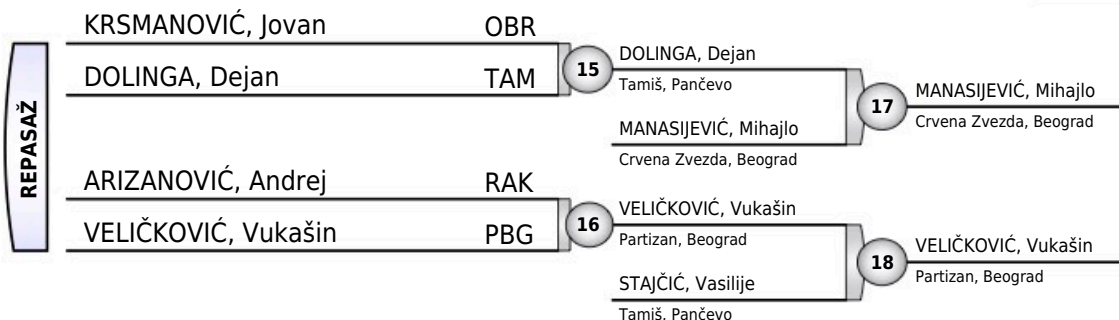 REPASAŽ
KRSMANOVIĆ, Jovan OBR
DOLINGA, Dejan TAM
ARIZANOVIĆ, Andrej RAK
VELIČKOVIĆ, Vukašin PBG
15
16
DOLINGA, Dejan
Tamiš, Pančevo
MANASIJEVIĆ, Mihajlo
Crvena Zvezda, Beograd
VELIČKOVIĆ, Vukašin
Partizan, Beograd
STAJČIĆ, Vasilije
Tamiš, Pančevo
17
18
MANASIJEVIĆ, Mihajlo
Crvena Zvezda, Beograd
VELIČKOVIĆ, Vukašin
Partizan, Beograd